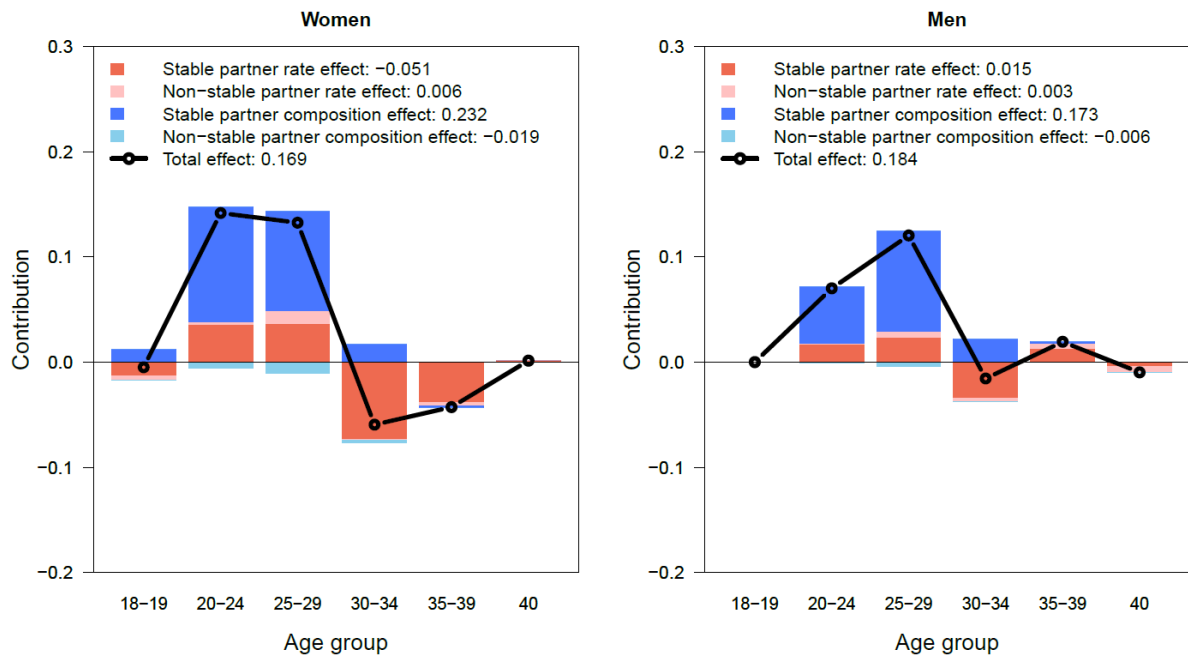 Women
0.3
0.2
0.1
0.0
−0.1
−0.2
Contribution
Stable partner rate effect: −0.051
Non−stable partner rate effect: 0.006
Stable partner composition effect: 0.232
Non−stable partner composition effect: −0.019
Total effect: 0.169
18−19 20−24 25−29 30−34 35−39 40
Age group
Men
0.3
0.2
0.1
0.0
−0.1
−0.2
Contribution
Stable partner rate effect: 0.015
Non−stable partner rate effect: 0.003
Stable partner composition effect: 0.173
Non−stable partner composition effect: −0.006
Total effect: 0.184
18−19 20−24 25−29 30−34 35−39 40
Age group